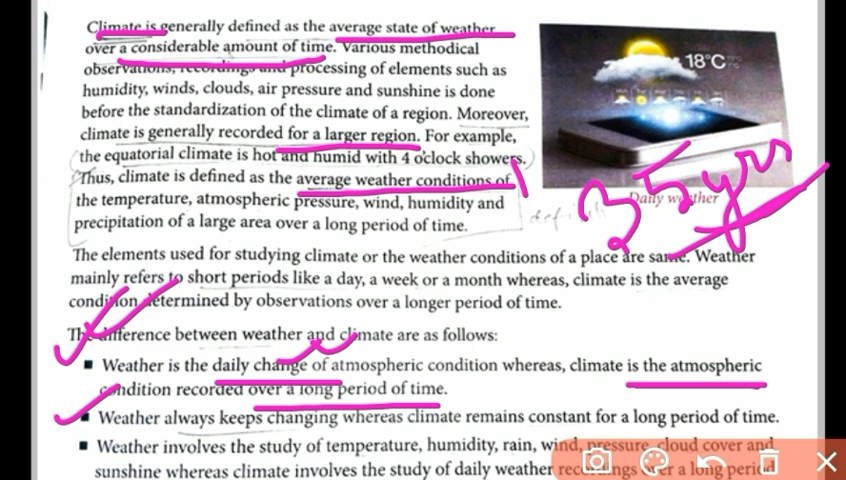 Climate is generally defined as the average state of weather
over a considerable amount of time. Various methodical
observations, recordings and processing of elements such as
humidity, winds, clouds, air pressure and sunshine is done
before the standardization of the climate of a region. Moreover,
climate is generally recorded for a larger region. For example,
the equatorial climate is hot and humid with 4 o'clock showers.
Thus, climate is defined as the average weather conditions of
the temperature, atmospheric pressure, wind, humidity and
precipitation of a large area over a long period of time.
18°C
35 yrs
Daily weather
The elements used for studying climate or the weather conditions of a place are same. Weather
mainly refers to short periods like a day, a week or a month whereas, climate is the average
condition determined by observations over a longer period of time.
The difference between weather and climate are as follows:
▪ Weather is the daily change of atmospheric condition whereas, climate is the atmospheric
condition recorded over a long period of time.
▪ Weather always keeps changing whereas climate remains constant for a long period of time.
▪ Weather involves the study of temperature, humidity, rain, wind, pressure, cloud cover and
sunshine whereas climate involves the study of daily weather recordings over a long period